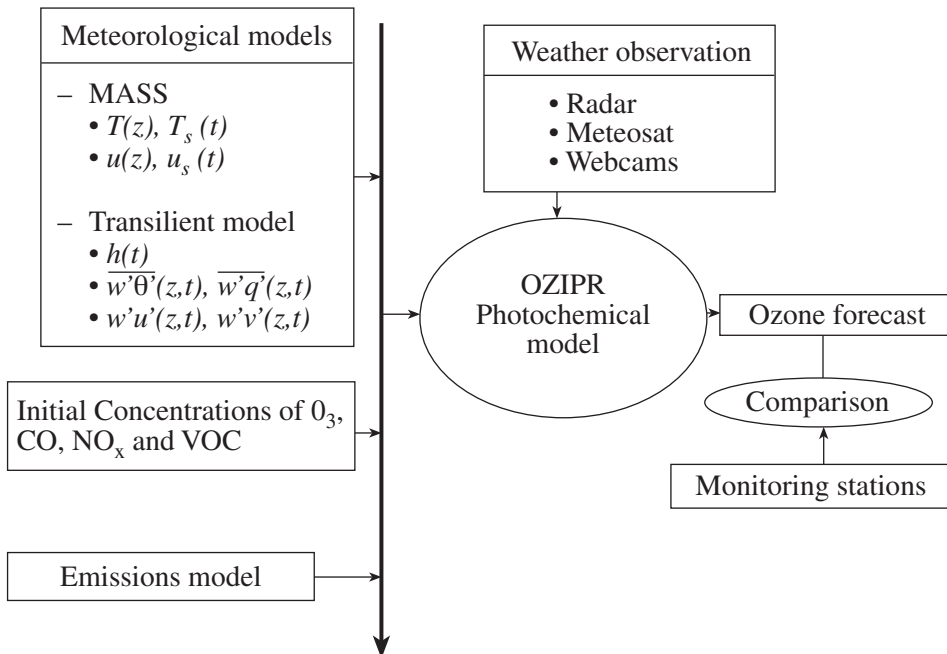 Meteorological models
– MASS
• T(z), Tₛ (t)
• u(z), uₛ (t)
– Transilient model
• h(t)
• w̅'̅θ̅'̅(z,t), w̅'̅q̅'̅(z,t)
• w'u'(z,t), w'v'(z,t)
Initial Concentrations of 0₃,
CO, NOₓ and VOC
Emissions model
Weather observation
• Radar
• Meteosat
• Webcams
OZIPR
Photochemical
model
Ozone forecast
Comparison
Monitoring stations